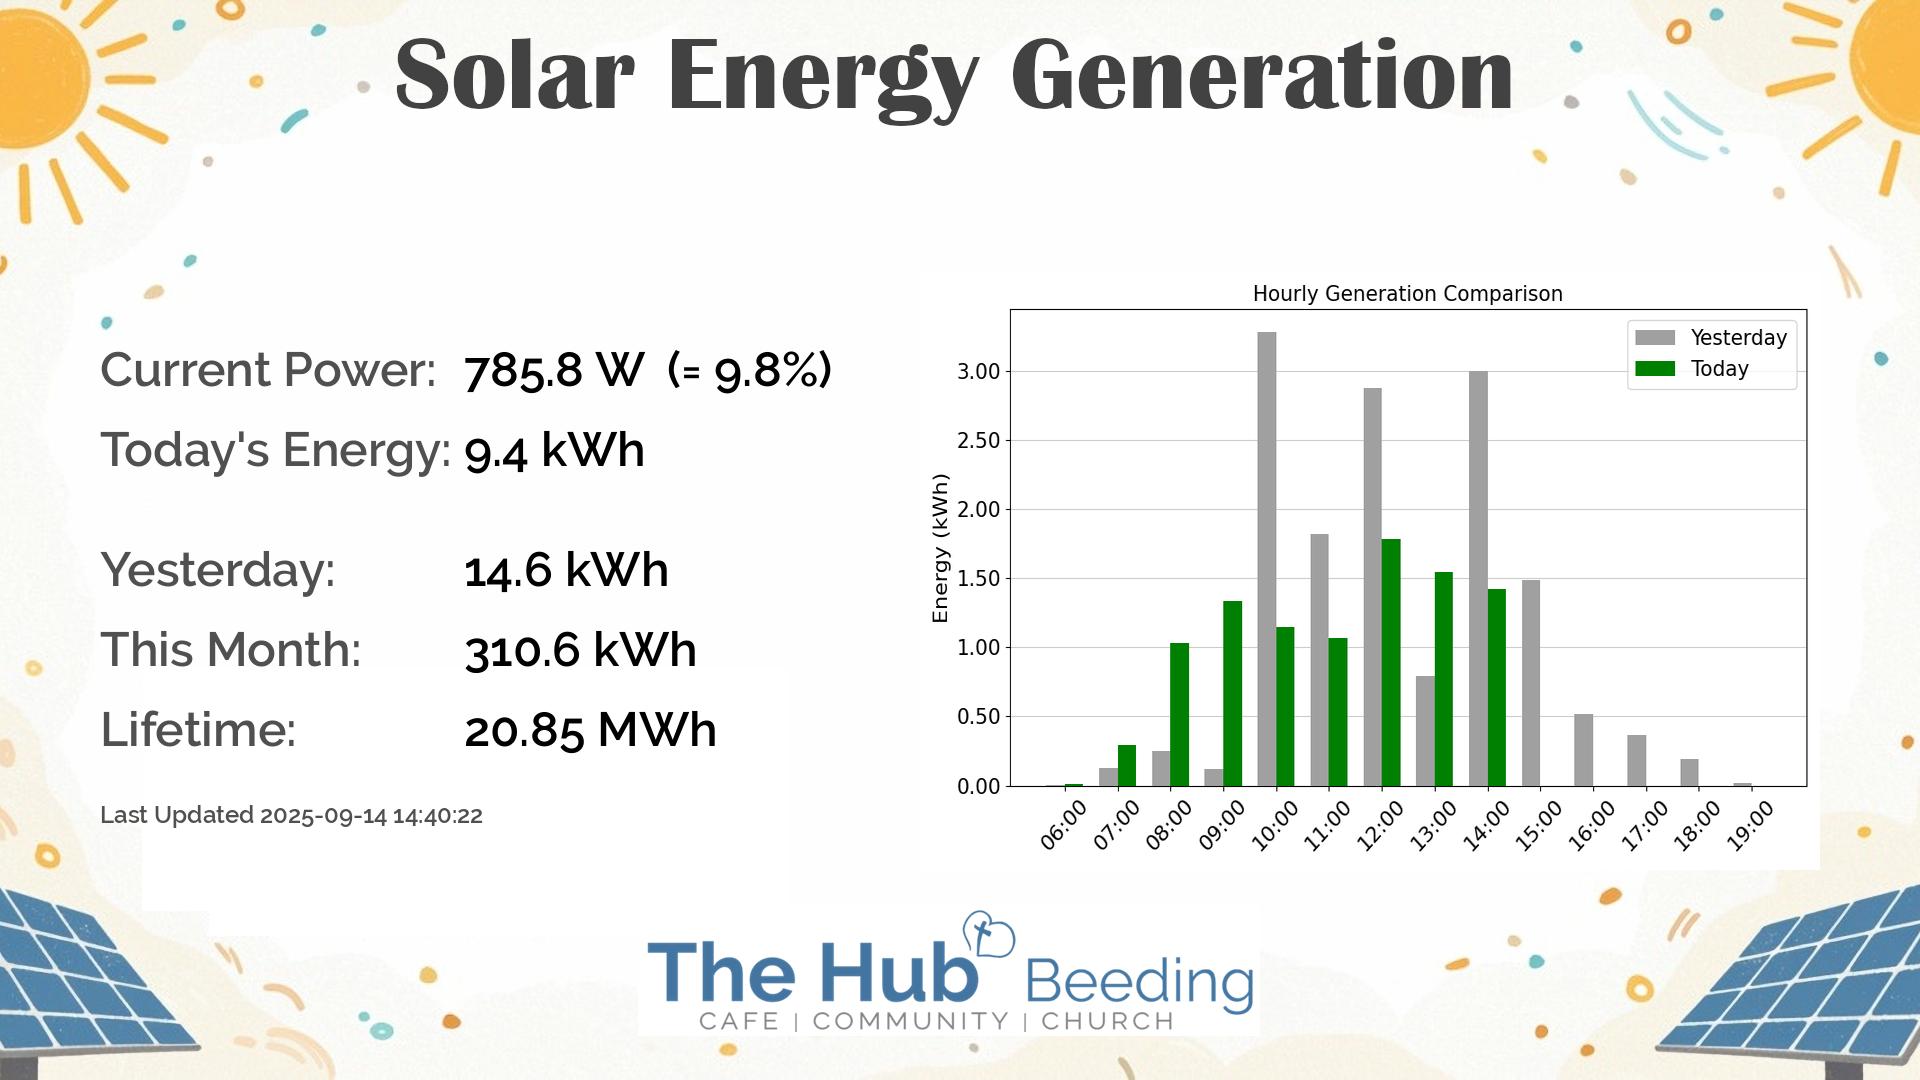 Solar Energy Generation
Current Power: 785.8 W (= 9.8%)
Today's Energy: 9.4 kWh
Yesterday: 14.6 kWh
This Month: 310.6 kWh
Lifetime: 20.85 MWh
Last Updated 2025-09-14 14:40:22
Hourly Generation Comparison
Yesterday
Today
Energy (kWh)
3.00
2.50
2.00
1.50
1.00
0.50
0.00
06:00 07:00 08:00 09:00 10:00 11:00 12:00 13:00 14:00 15:00 16:00 17:00 18:00 19:00
The Hub Beeding
CAFE | COMMUNITY | CHURCH